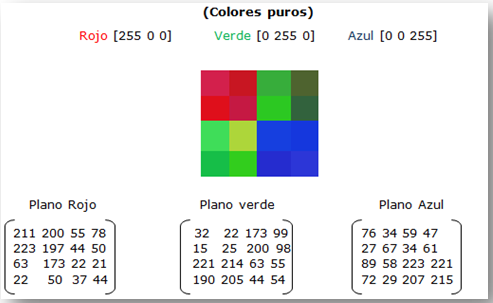 (Colores puros)
Rojo [255 0 0] Verde [0 255 0] Azul [0 0 255]
Plano Rojo Plano verde Plano Azul
211 200 55 78 32 22 173 99 76 34 59 47
223 197 44 50 15 25 200 98 27 67 34 61
63 173 22 21 221 214 63 55 89 58 223 221
22 50 37 44 190 205 44 54 72 29 207 215